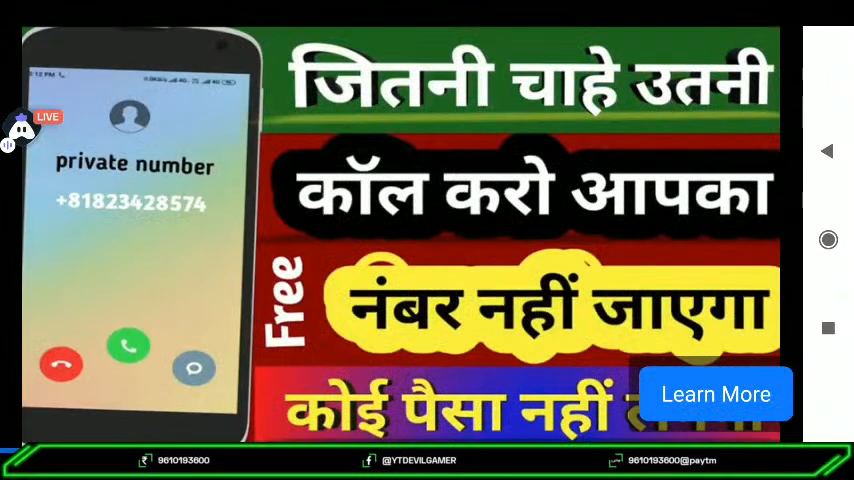 LIVE
private number
+81823428574
जितनी चाहे उतनी
कॉल करो आपका
Free
नंबर नहीं जाएगा
कोई पैसा नहीं
Learn More
9610193600
@YTDEVILGAMER
9610193600@paytm